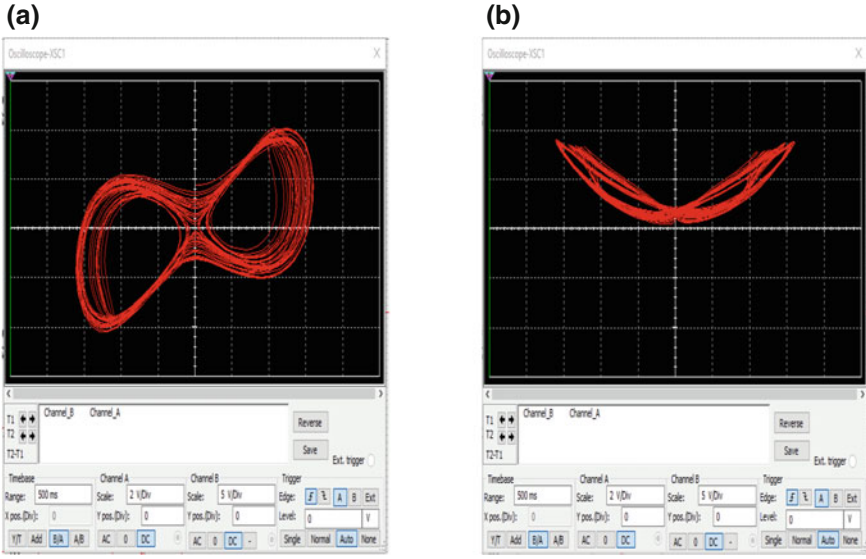 (a)
Oscilloscope-XSC1 X
T1
T2
T2-T1
Channel_B Channel_A
Reverse
Save
Ext. trigger
Timebase
Range: 500 ms
X pos.(Div): 0
Y/T Add B/A A/B
Channel A
Scale: 2 V/Div
Y pos.(Div): 0
AC 0 DC
Channel B
Scale: 5 V/Div
Y pos.(Div): 0
AC 0 DC -
Trigger
Edge: A B Ext
Level: 0 V
Single Normal Auto None
(b)
Oscilloscope-XSC1 X
T1
T2
T2-T1
Channel_B Channel_A
Reverse
Save
Ext. trigger
Timebase
Range: 500 ms
X pos.(Div): 0
Y/T Add B/A A/B
Channel A
Scale: 2 V/Div
Y pos.(Div): 0
AC 0 DC
Channel B
Scale: 5 V/Div
Y pos.(Div): 0
AC 0 DC -
Trigger
Edge: A B Ext
Level: 0 V
Single Normal Auto None